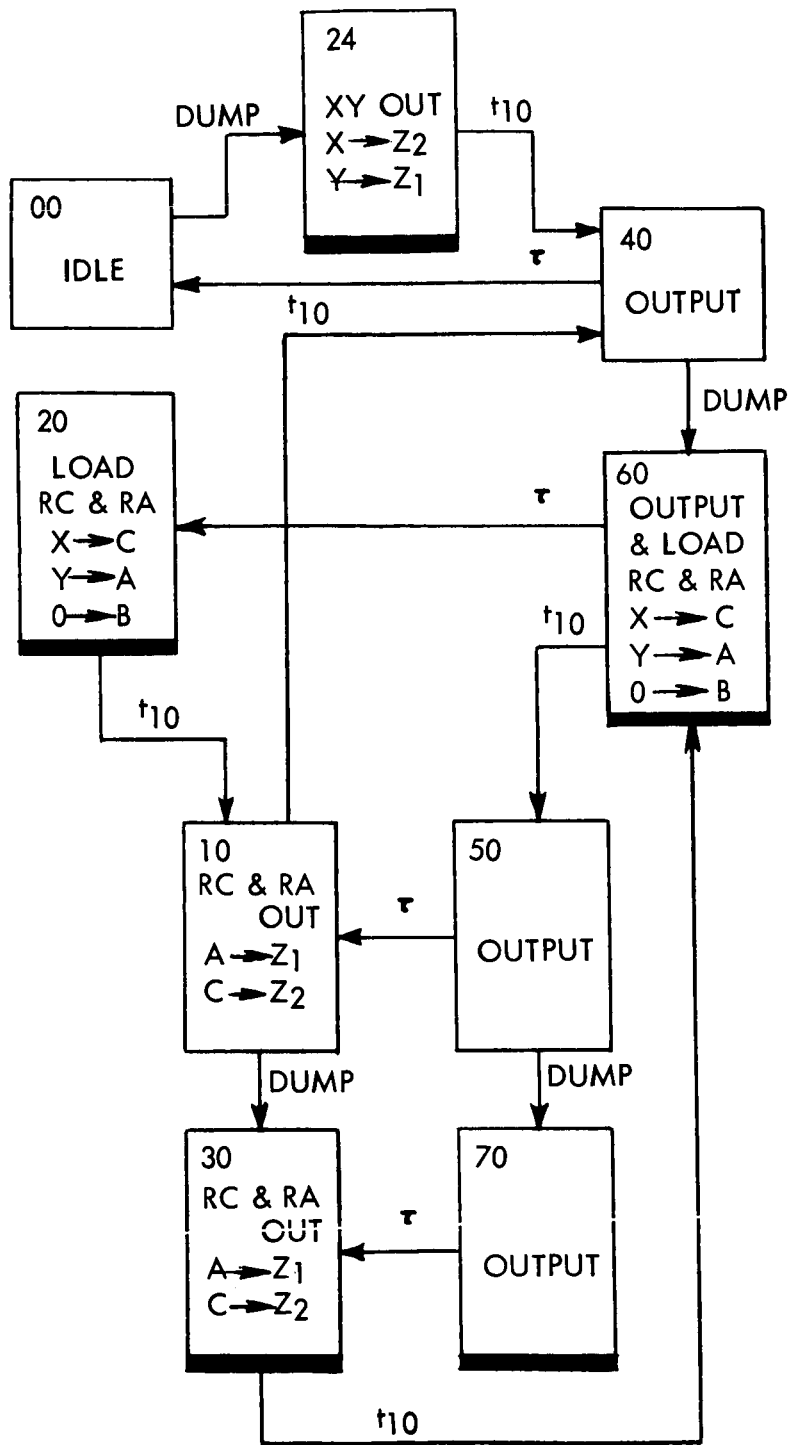 24
XY OUT
X → Z2
Y → Z1
DUMP
t10
00
IDLE
40
OUTPUT
τ
t10
DUMP
20
LOAD
RC & RA
X → C
Y → A
0 → B
τ
60
OUTPUT
& LOAD
RC & RA
X → C
Y → A
0 → B
t10
t10
10
RC & RA
OUT
A → Z1
C → Z2
τ
50
OUTPUT
DUMP
DUMP
30
RC & RA
OUT
A → Z1
C → Z2
τ
70
OUTPUT
t10